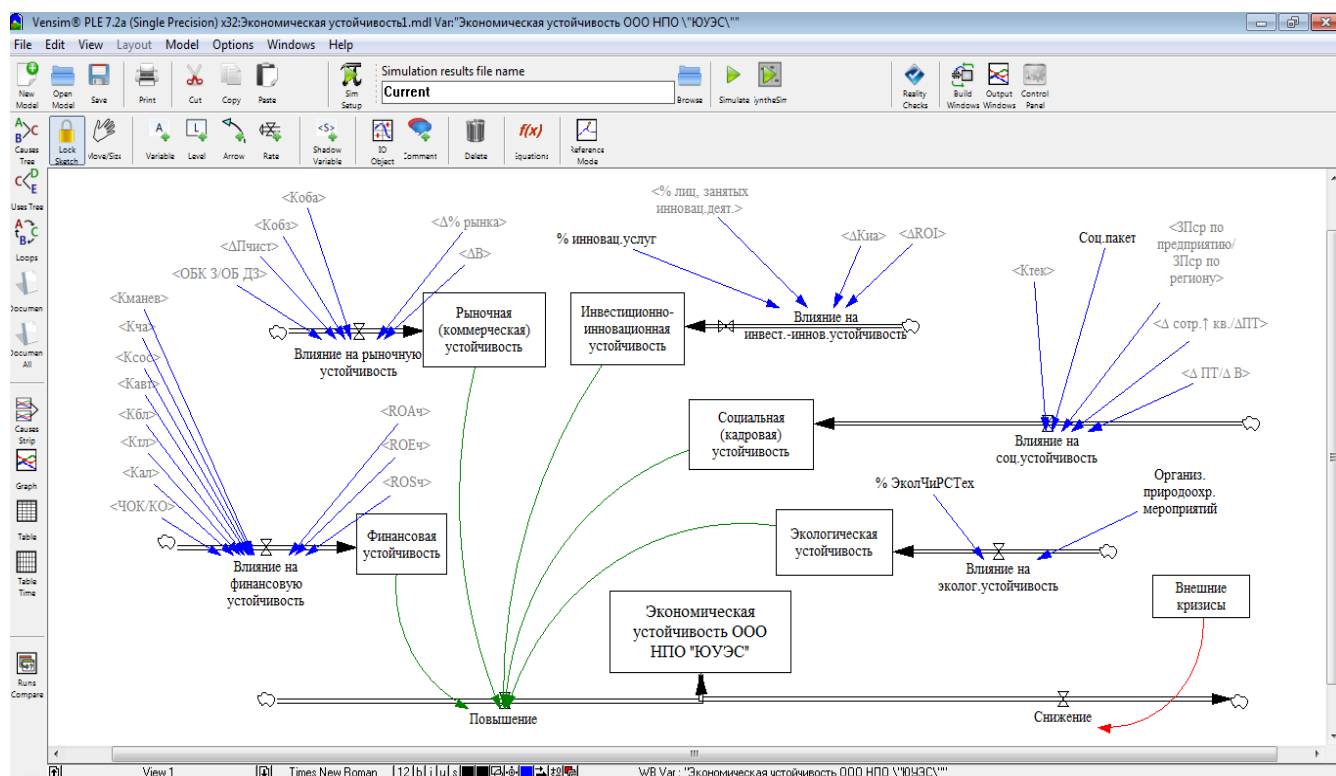 Vensim® PLE 7.2a (Single Precision) x32:Экономическая устойчивость1.mdl Var:"Экономическая устойчивость ООО НПО \"ЮУЭС\""
File Edit View Layout Model Options Windows Help
Simulation results file name
Current
New Model
Open Model
Save
Print
Cut
Copy
Paste
Sim Setup
Browse
Simulate
SyntheSim
Reality Checks
Build Windows
Output Windows
Control Panel
Causes Tree
Lock Sketch
Move/Size
Variable
Level
Arrow
Rate
Shadow Variable
IO Object
Comment
Delete
Equations
Reference Mode
f(x)
Uses Tree
Loops
Documen
Documen All
Causes Strip
Graph
Table
Table Time
Runs Compare
<Коба>
<Кобз>
<ΔПчист>
<ОБК З/ОБ ДЗ>
<Δ% рынка>
<ΔВ>
Влияние на рыночную
устойчивость
Рыночная
(коммерческая)
устойчивость
Инвестиционно-
инновационная
устойчивость
<% лиц, занятых
инновац.деят.>
% инновац.услуг
<ΔКиа>
<ΔROI>
Влияние на
инвест.-иннов.устойчивость
Соц.пакет
<ЗПср по
предприятию/
ЗПср по
региону>
<Ктек>
<Δ сотр.↑ кв./ΔПТ>
<Δ ПТ/Δ В>
Влияние на
соц.устойчивость
Социальная
(кадровая)
устойчивость
<Кманев>
<Кча>
<Ксос>
<Кавт>
<Кбл>
<Ктл>
<Кал>
<ЧОК/КО>
<ROAч>
<ROEч>
<ROSч>
Влияние на
финансовую
устойчивость
Финансовая
устойчивость
Экологическая
устойчивость
% ЭколЧиРСТех
Организ.
природоохр.
мероприятий
Влияние на
эколог.устойчивость
Внешние
кризисы
Экономическая
устойчивость ООО
НПО "ЮУЭС"
Повышение
Снижение
View 1
Times New Roman 12 b i u s
WB Var : "Экономическая устойчивость ООО НПО \"ЮУЭС\""